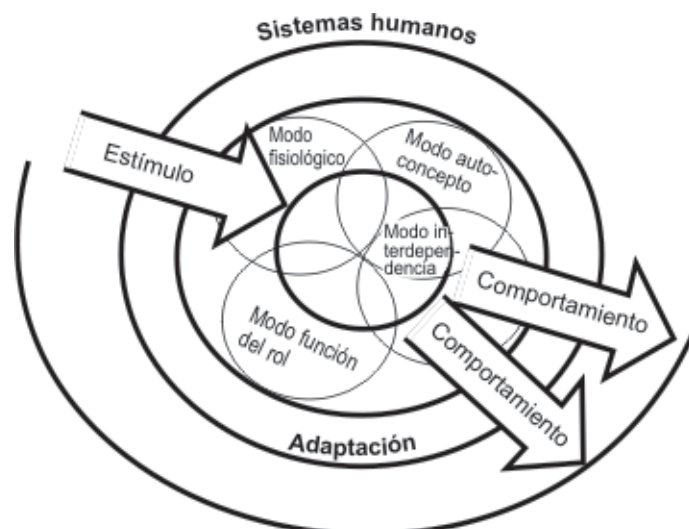 Sistemas humanos
Estímulo
Modo
fisiológico
Modo auto-
concepto
Modo in-
terdepen-
dencia
Modo función
del rol
Comportamiento
Comportamiento
Adaptación